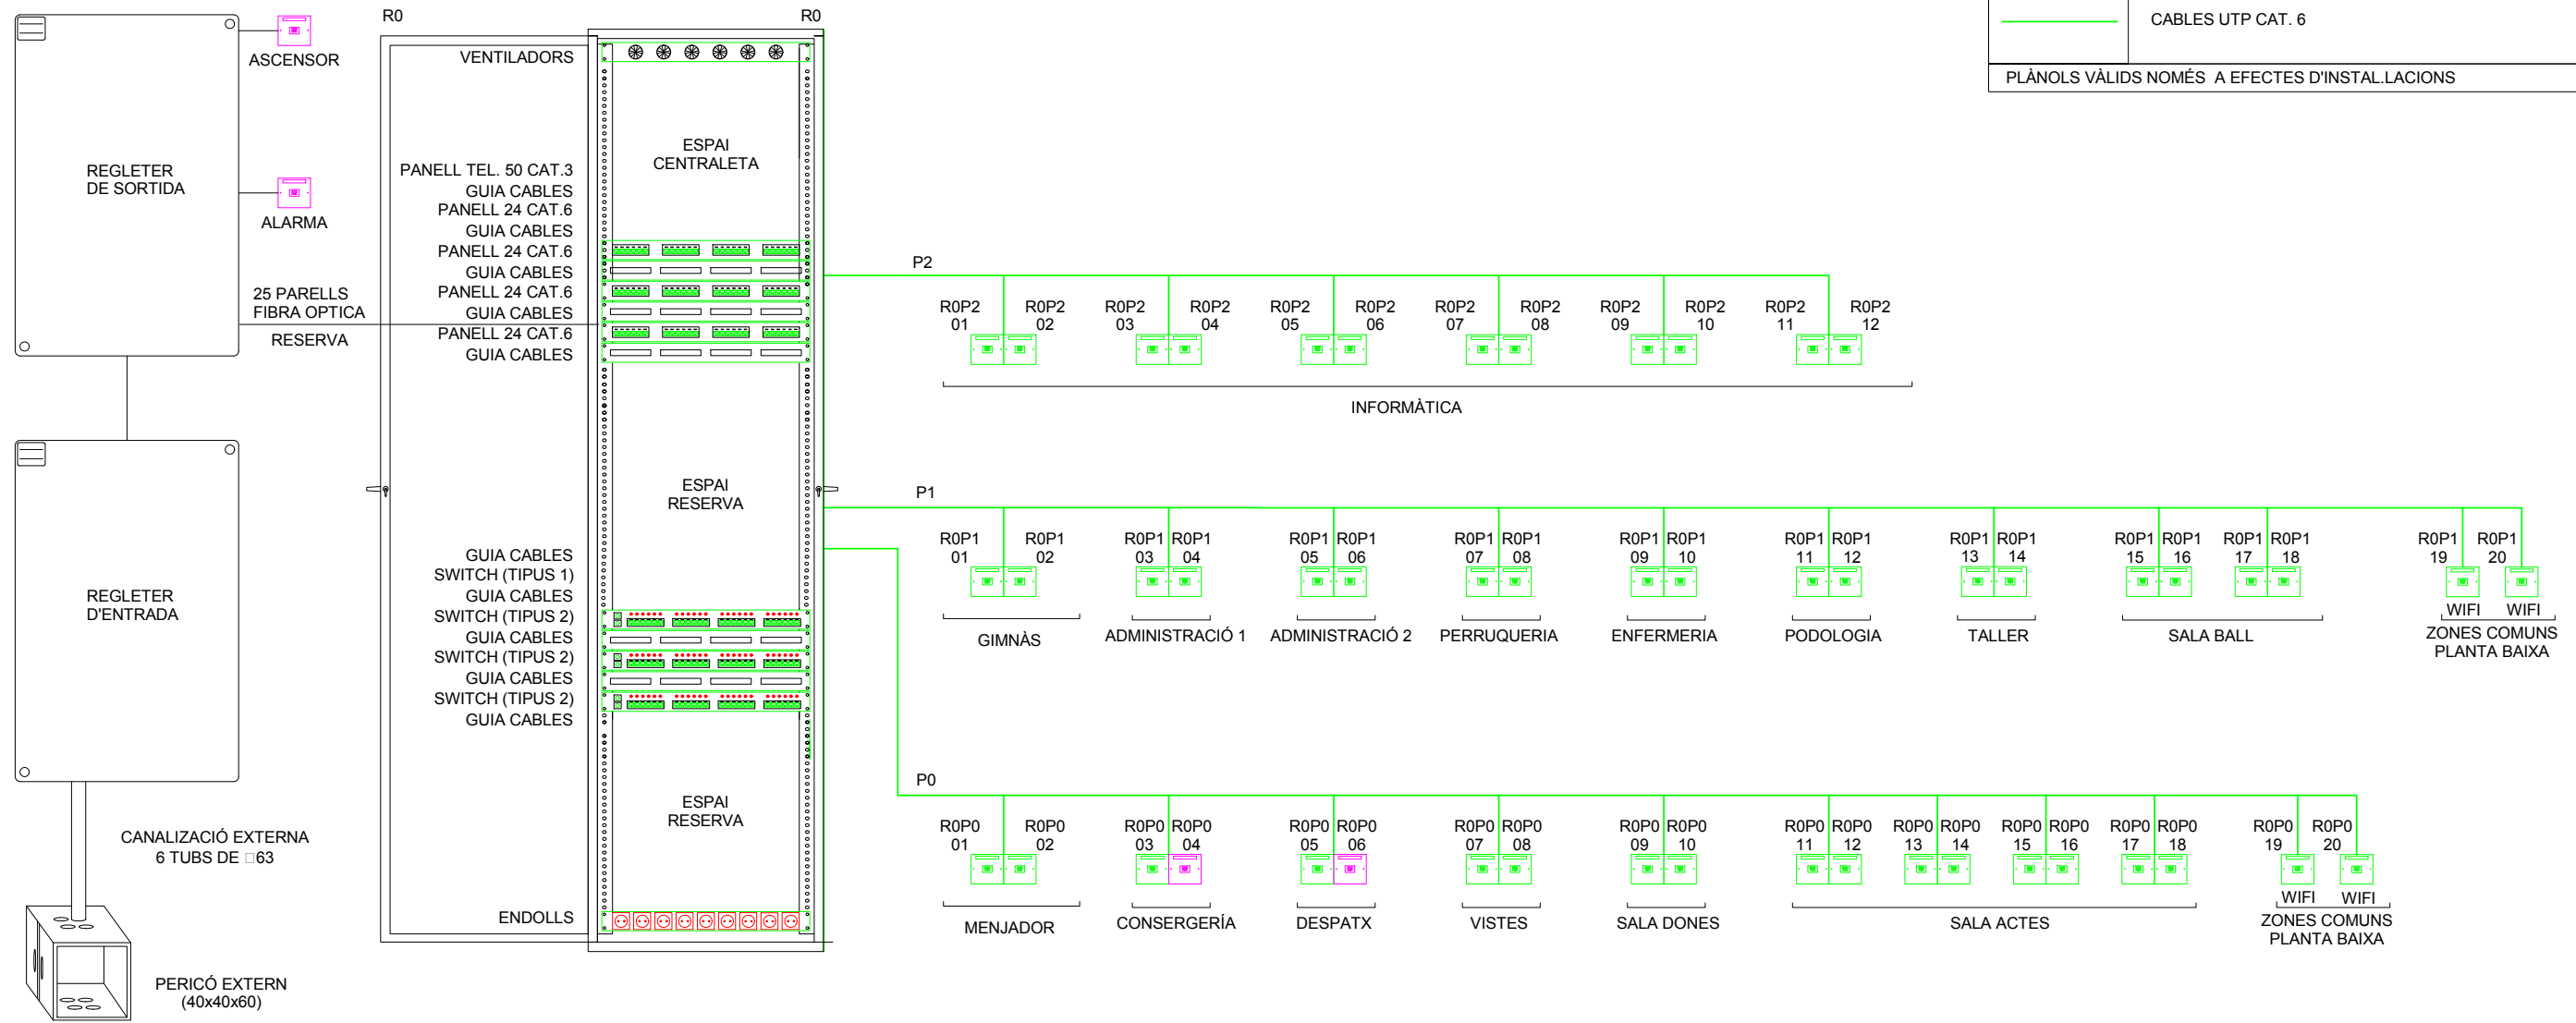 CABLES UTP CAT. 6
PLÀNOLS VÀLIDS NOMÉS A EFECTES D'INSTAL.LACIONS
R0
R0
ASCENSOR
REGLETER
DE SORTIDA
ALARMA
25 PARELLS
FIBRA OPTICA
RESERVA
REGLETER
D'ENTRADA
CANALIZACIÓ EXTERNA
6 TUBS DE □63
PERICÓ EXTERN
(40x40x60)
VENTILADORS
PANELL TEL. 50 CAT.3
GUIA CABLES
PANELL 24 CAT.6
GUIA CABLES
PANELL 24 CAT.6
GUIA CABLES
PANELL 24 CAT.6
GUIA CABLES
PANELL 24 CAT.6
GUIA CABLES
GUIA CABLES
SWITCH (TIPUS 1)
GUIA CABLES
SWITCH (TIPUS 2)
GUIA CABLES
SWITCH (TIPUS 2)
GUIA CABLES
SWITCH (TIPUS 2)
GUIA CABLES
ENDOLLS
ESPAI
CENTRALETA
ESPAI
RESERVA
ESPAI
RESERVA
P2
R0P2 R0P2 R0P2 R0P2 R0P2 R0P2 R0P2 R0P2 R0P2 R0P2 R0P2 R0P2
01 02 03 04 05 06 07 08 09 10 11 12
INFORMÀTICA
P1
R0P1 R0P1 R0P1 R0P1 R0P1 R0P1 R0P1 R0P1 R0P1 R0P1 R0P1 R0P1 R0P1 R0P1 R0P1 R0P1 R0P1 R0P1 R0P1 R0P1
01 02 03 04 05 06 07 08 09 10 11 12 13 14 15 16 17 18 19 20
WIFI WIFI
GIMNÀS ADMINISTRACIÓ 1 ADMINISTRACIÓ 2 PERRUQUERIA ENFERMERIA PODOLOGIA TALLER SALA BALL ZONES COMUNS
PLANTA BAIXA
P0
R0P0 R0P0 R0P0 R0P0 R0P0 R0P0 R0P0 R0P0 R0P0 R0P0 R0P0 R0P0 R0P0 R0P0 R0P0 R0P0 R0P0 R0P0 R0P0 R0P0
01 02 03 04 05 06 07 08 09 10 11 12 13 14 15 16 17 18 19 20
WIFI WIFI
MENJADOR CONSERGERÍA DESPATX VISTES SALA DONES SALA ACTES ZONES COMUNS
PLANTA BAIXA